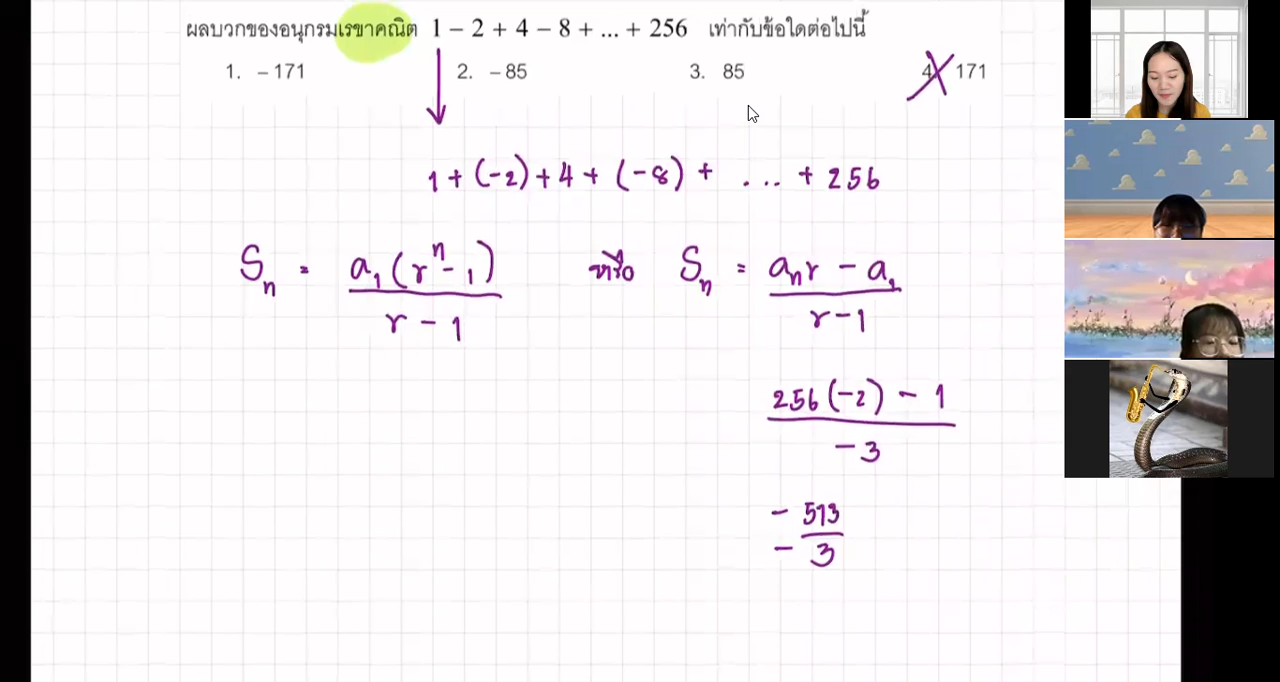 ผลบวกของอนุกรมเรขาคณิต 1 – 2 + 4 – 8 + ... + 256 เท่ากับข้อใดต่อไปนี้
1. – 171 2. – 85 3. 85 4. 171
1 + (-2) + 4 + (-8) + ... + 256
Sn = a1(r^n - 1) / r - 1 หรือ Sn = anr - a1 / r - 1
256(-2) - 1
-3
- 513
- 3